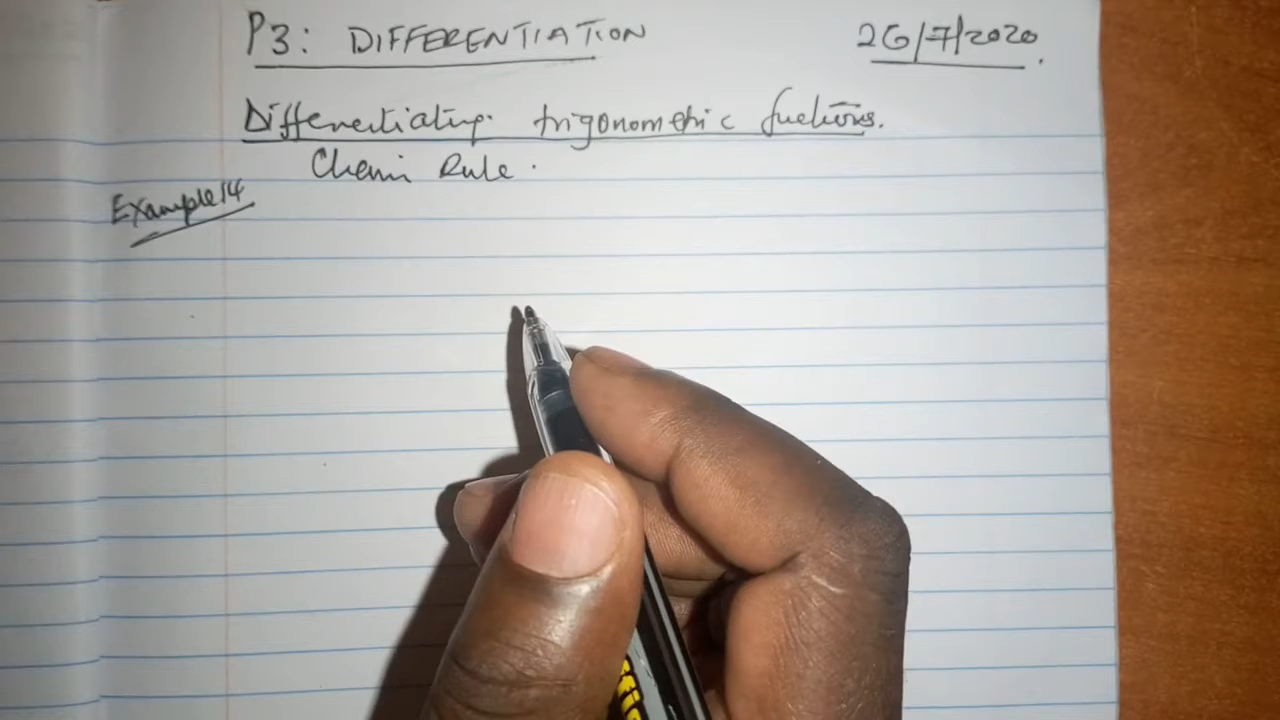 P3: DIFFERENTIATION 26/7/2020.
Differentiating trigonometric functions.
Chain Rule.
Example 14